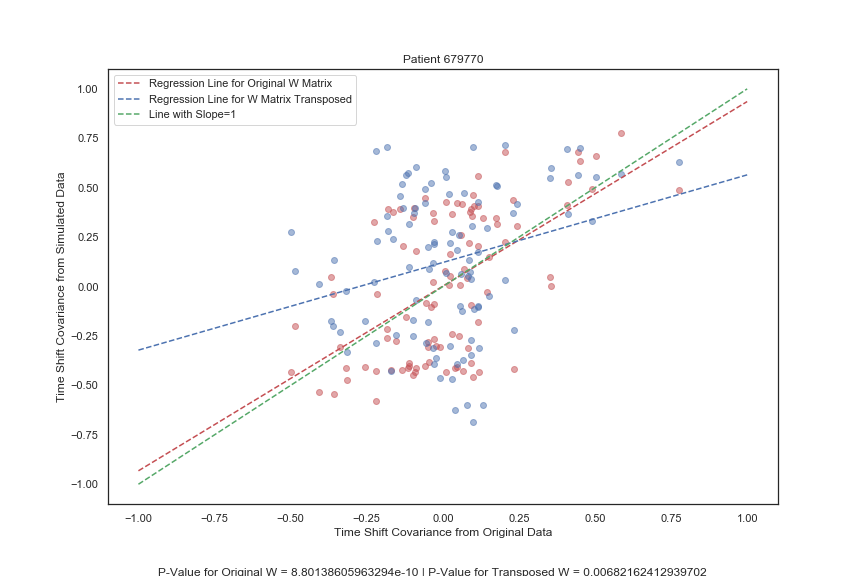 Patient 679770
Regression Line for Original W Matrix
Regression Line for W Matrix Transposed
Line with Slope=1
1.00
0.75
0.50
0.25
0.00
−0.25
−0.50
−0.75
−1.00
Time Shift Covariance from Simulated Data
−1.00 −0.75 −0.50 −0.25 0.00 0.25 0.50 0.75 1.00
Time Shift Covariance from Original Data
P-Value for Original W = 8.80138605963294e-10 | P-Value for Transposed W = 0.00682162412939702